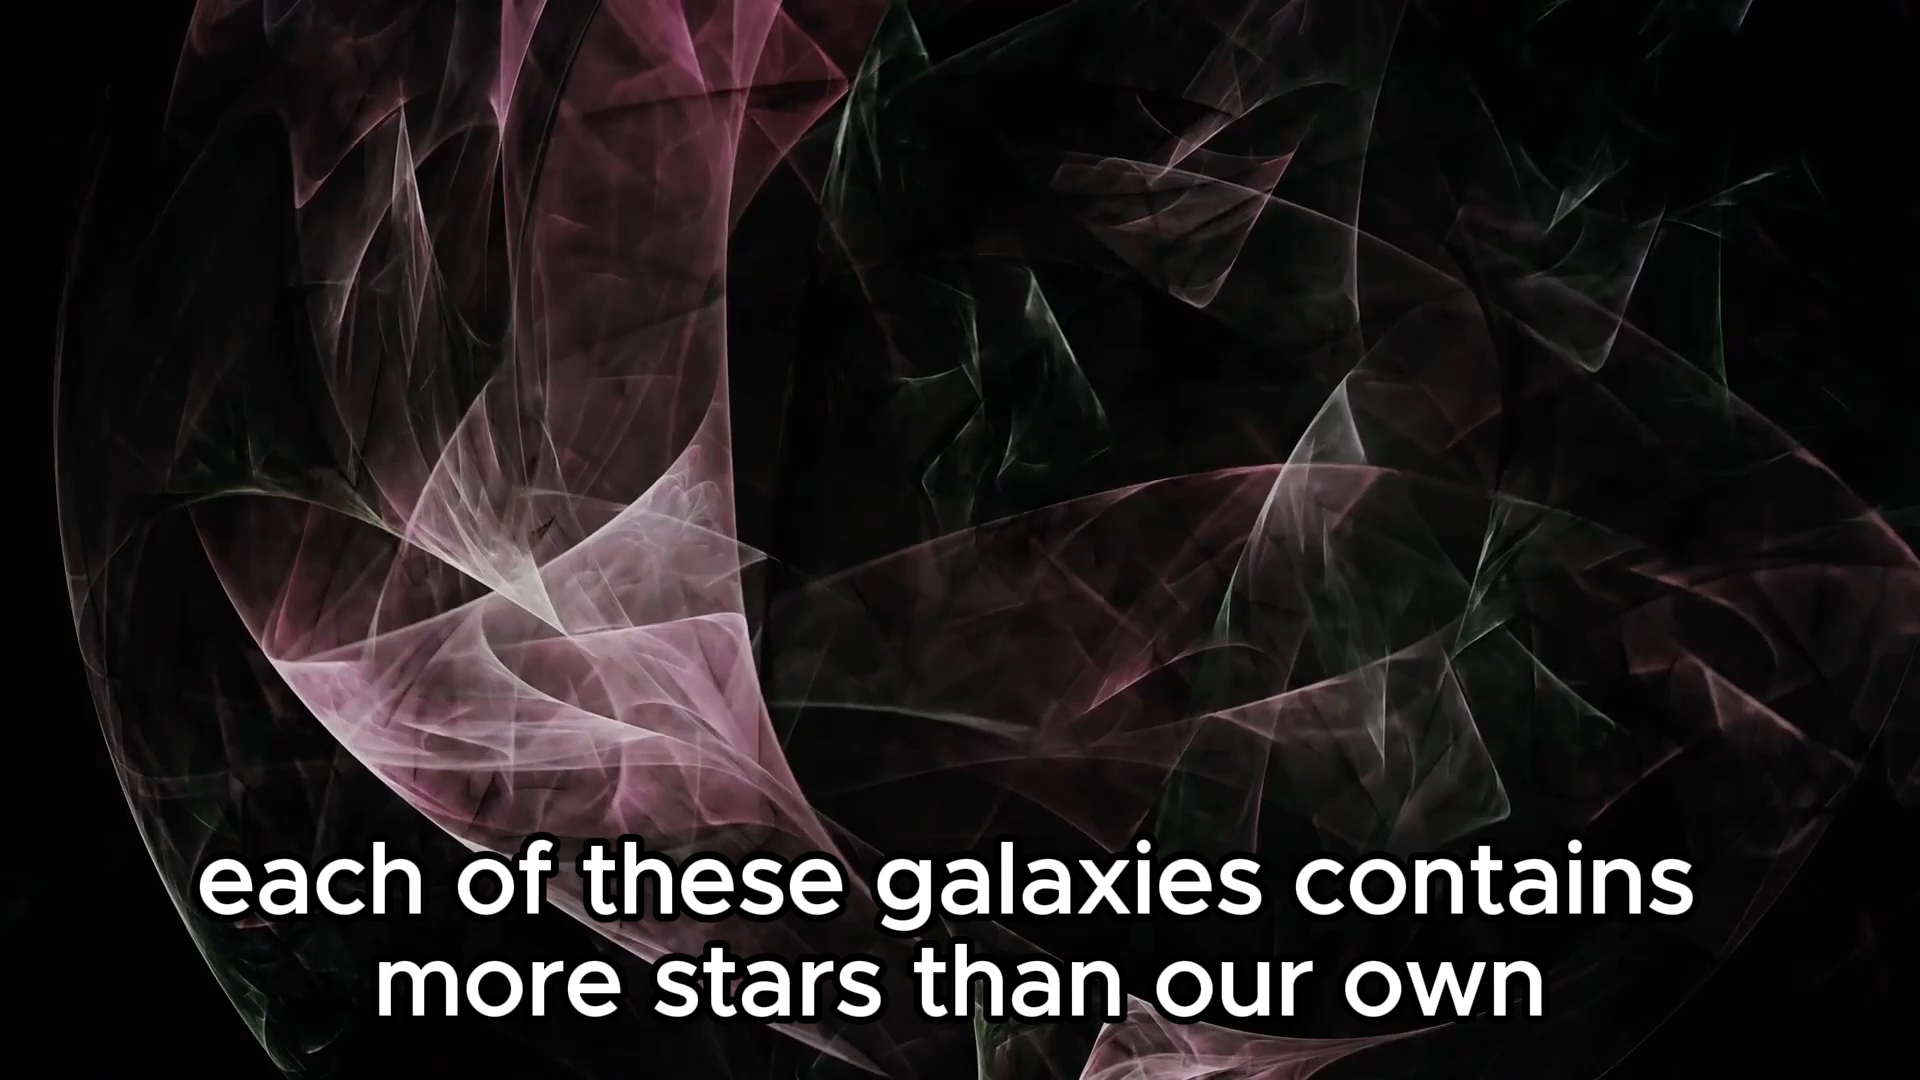 each of these galaxies contains
more stars than our own